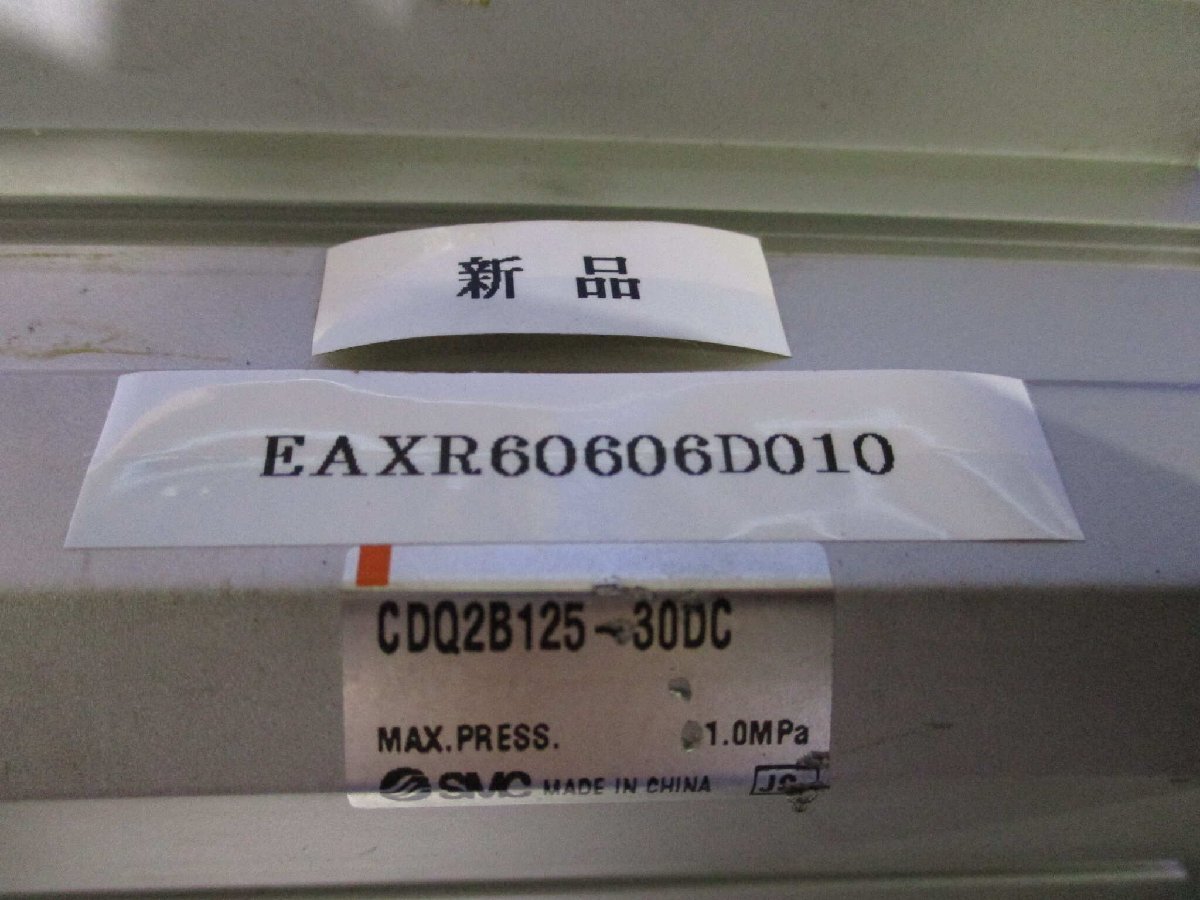 新品
EAXR60606D010
CDQ2B125-30DC
MAX.PRESS. 1.0MPa
SMC MADE IN CHINA